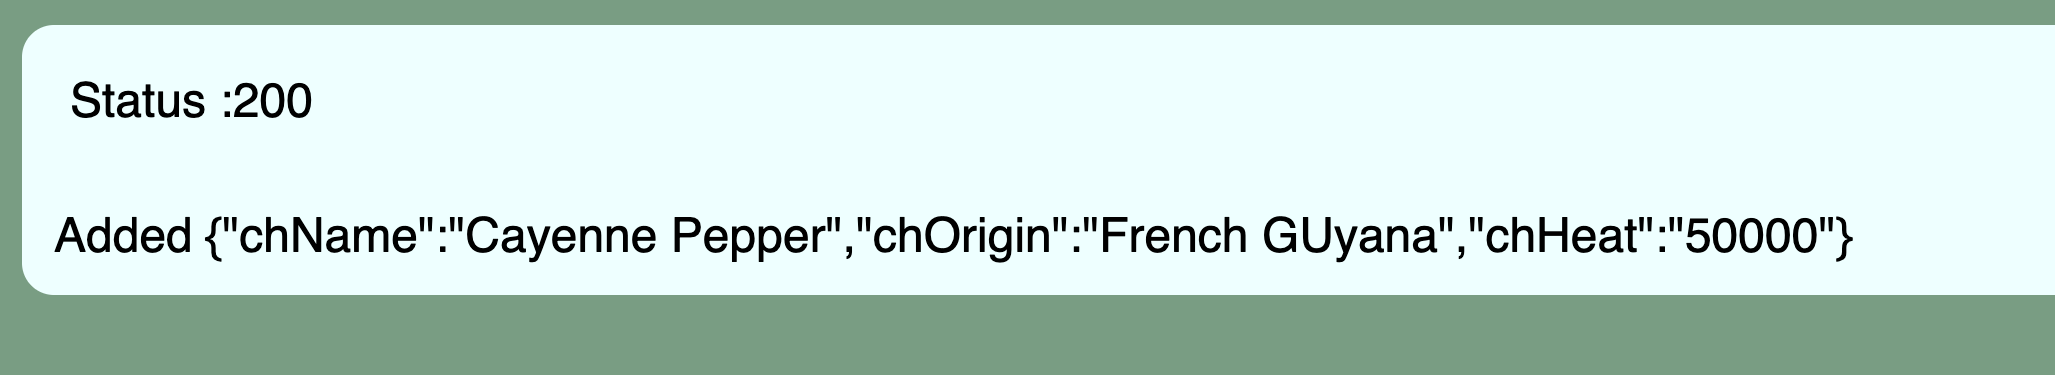 Status :200
Added {"chName":"Cayenne Pepper","chOrigin":"French GUyana","chHeat":"50000"}